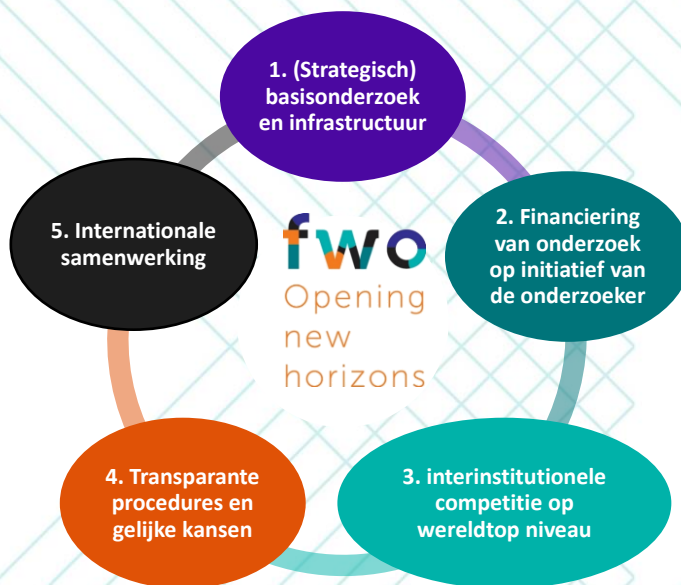 1. (Strategisch)
basisonderzoek
en infrastructuur
2. Financiering
van onderzoek
op initiatief van
de onderzoeker
3. interinstitutionele
competitie op
wereldtop niveau
4. Transparante
procedures en
gelijke kansen
5. Internationale
samenwerking
fwo
Opening
new
horizons